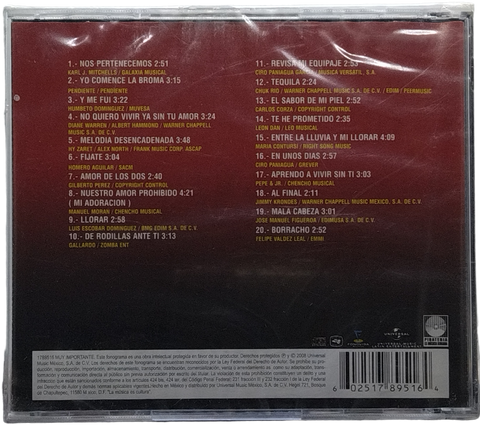 1.- NOS PERTENECEMOS 2:51
KARL J. MITCHELLS / GALAXIA MUSICAL
2.- YO COMENCE LA BROMA 3:15
PENDIENTE / PENDIENTE
3.- Y ME FUI 3:22
HUMBETO DOMINGUEZ / MUVESA
4.- NO QUIERO VIVIR YA SIN TU AMOR 3:24
DIANE WARREN / ALBERT HAMMOND / WARNER CHAPPELL
MUSIC S.A. DE C.V.
5.- MELODIA DESENCADENADA 3:48
HY ZARET / ALEX NORTH / FRANK MUSIC CORP. ASCAP
6.- FIJATE 3:04
HOMERO AGUILAR / SACM
7.- AMOR DE LOS DOS 2:40
GILBERTO PEREZ / COPYRIGHT CONTROL
8.- NUESTRO AMOR PROHIBIDO 4:21
( MI ADORACION )
MANUEL MORAN / CHENCHO MUSICAL
9.- LLORAR 2:58
LUIS ESCOBAR DOMINGUEZ / BMG EDIM S.A. DE C.V.
10.- DE RODILLAS ANTE TI 3:13
GALLARDO / ZOMBA ENT
11.- REVISA MI EQUIPAJE 2:53
CIRO PANIAGUA GARCIA / MUSICA VERSATIL, S.A.
12.- TEQUILA 2:24
CHUK RIO / WARNER CHAPPELL MUSIC / EDIM / PEERMUSIC
13.- EL SABOR DE MI PIEL 2:52
CARLOS CORZA / COPYRIGHT CONTROL
14.- TE HE PROMETIDO 2:35
LEON DAN / LEO MUSICAL
15.- ENTRE LA LLUVIA Y MI LLORAR 4:09
MARIA CONTURSI / RIGHT SONG MUSIC
16.- EN UNOS DIAS 2:57
CIRO PANIAGUA / GREVER
17.- APRENDO A VIVIR SIN TI 3:03
PEPE B JR. / CHENCHO MUSICAL
18.- AL FINAL 2:11
JIMMY KRONDES / WARNER CHAPPELL MUSIC MEXICO. S.A. DE C.V.
19.- MALA CABEZA 3:01
JOSE MANUEL FIGUEROA / EDIMUSA S.A. DE C.V.
20.- BORRACHO 2:52
FELIPE VALDEZ LEAL / EMMI
UNIVERSAL
6 02517 89516 4